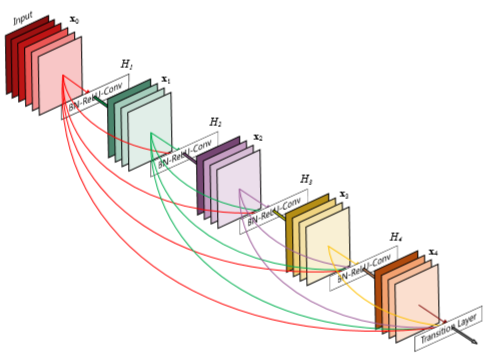 Input
x₀
H₁
BN-ReLU-Conv
x₁
H₂
BN-ReLU-Conv
x₂
H₃
BN-ReLU-Conv
x₃
H₄
BN-ReLU-Conv
x₄
Transition Layer